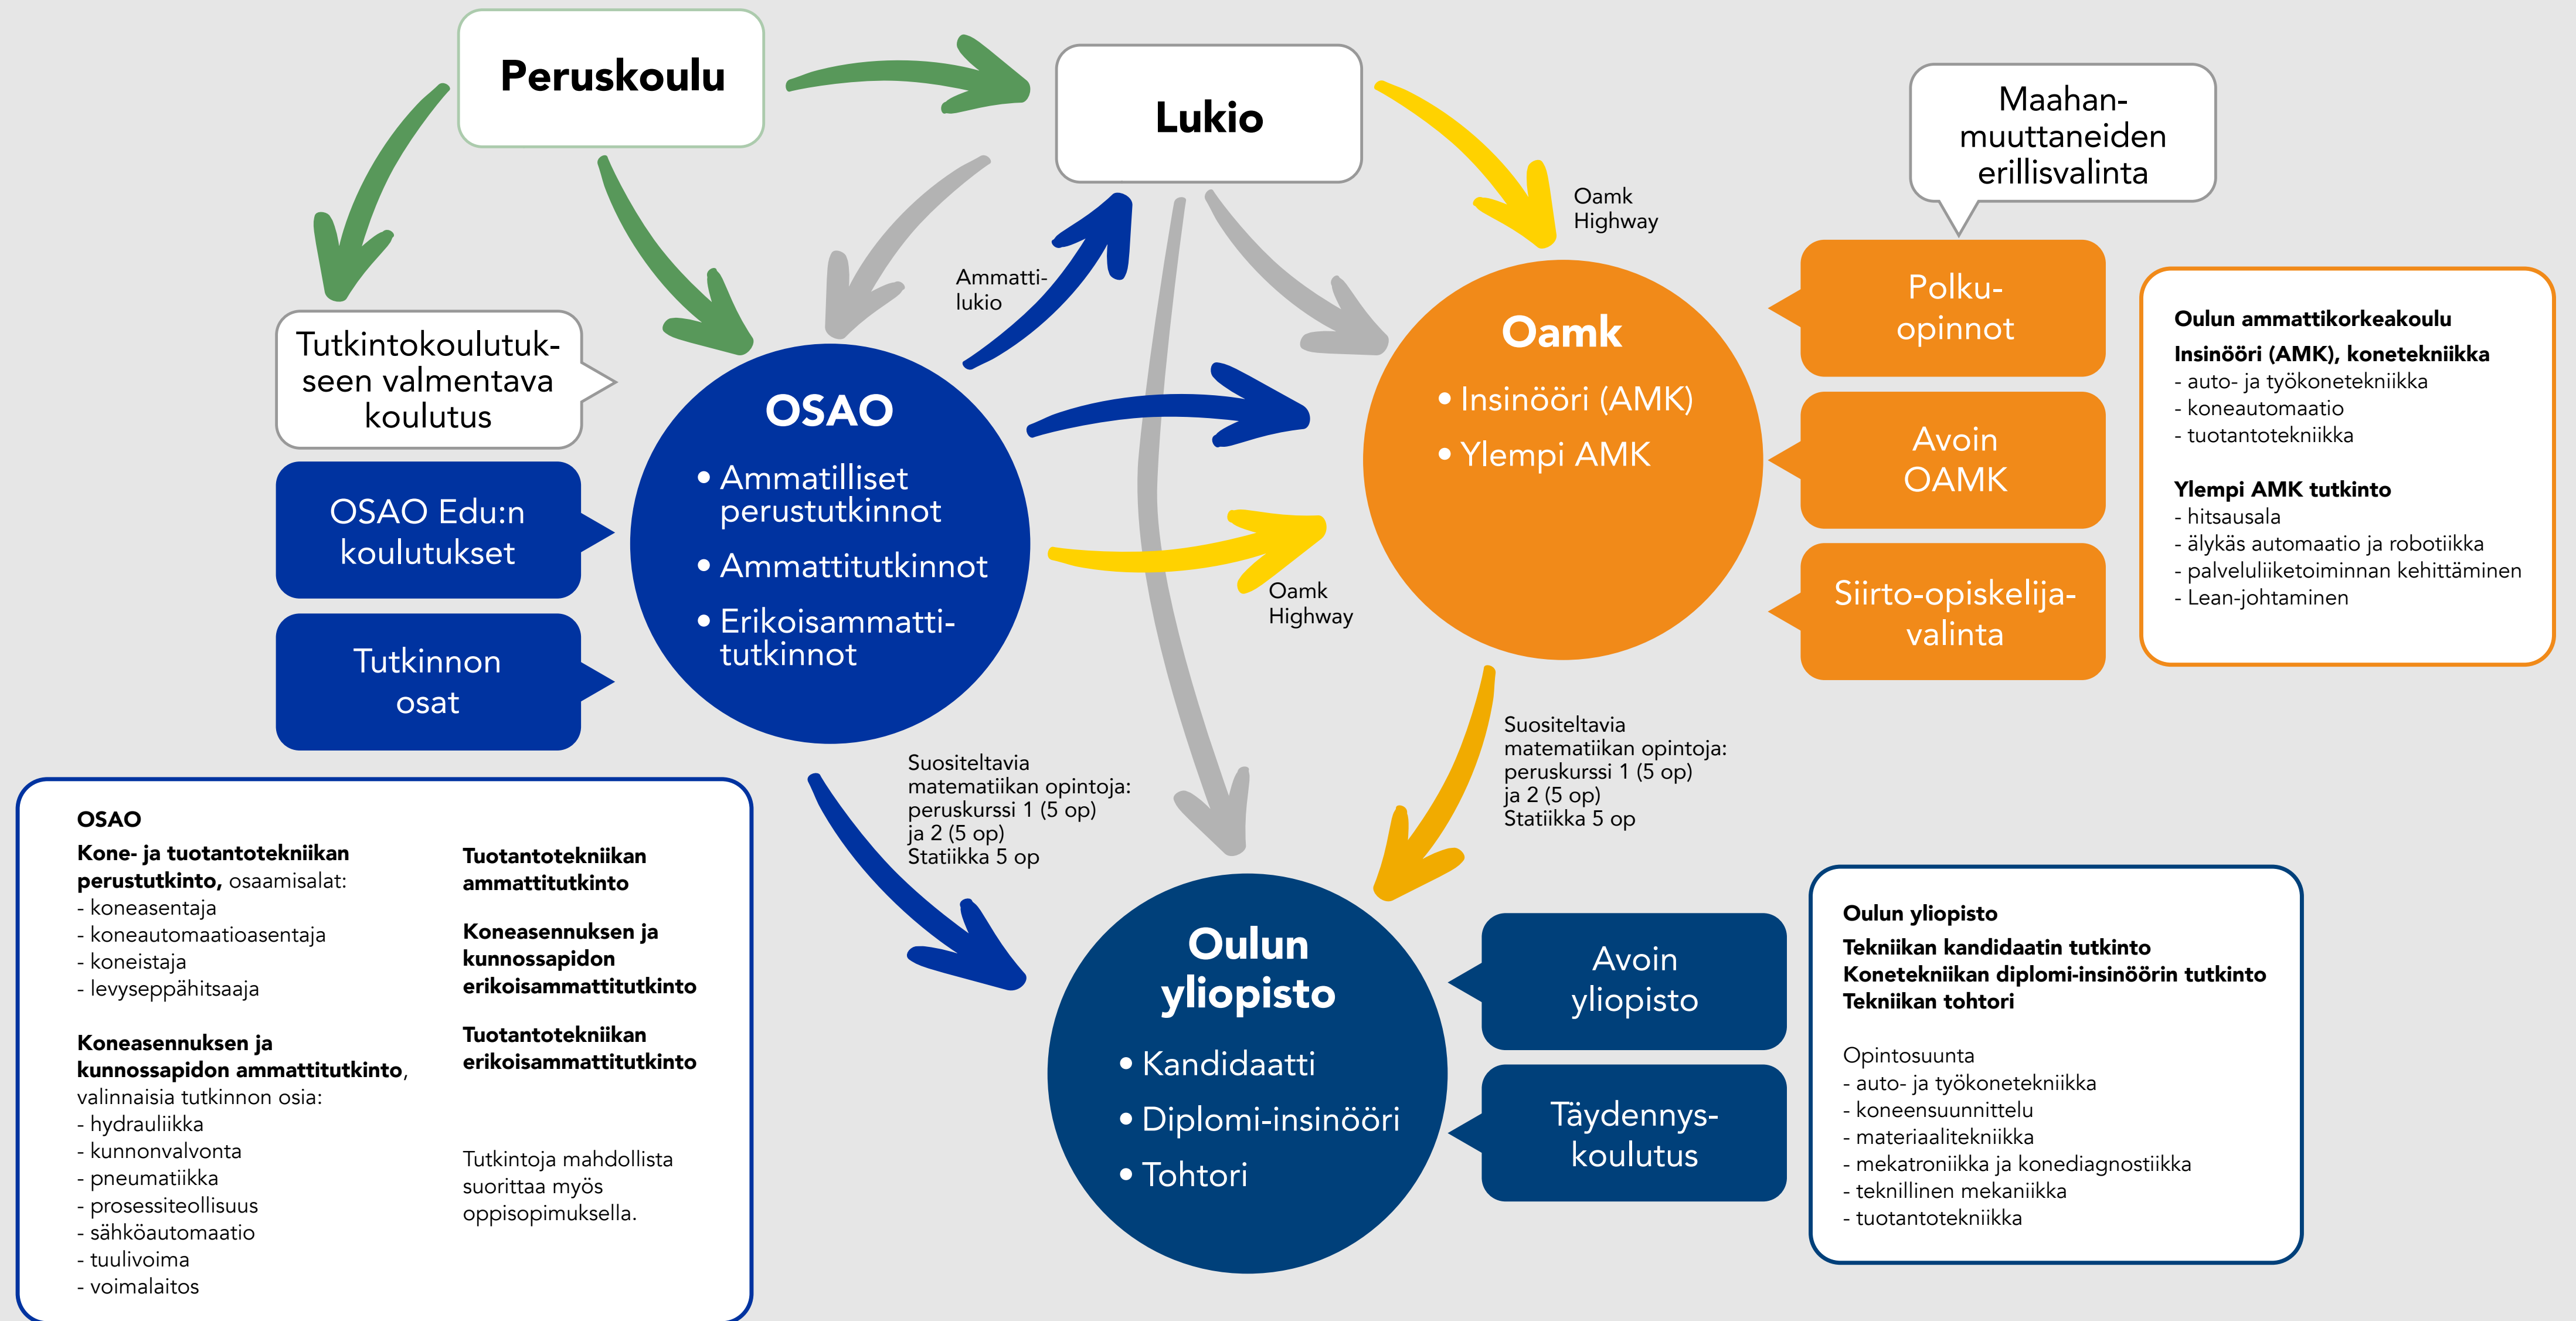 Peruskoulu
Lukio
Maahan-
muuttaneiden
erillisvalinta
Oamk
Highway
Ammatti-
lukio
Tutkintokoulutuk-
seen valmentava
koulutus
OSAO Edu:n
koulutukset
Tutkinnon
osat
OSAO
• Ammatilliset
perustutkinnot
• Ammattitutkinnot
• Erikoisammatti-
tutkinnot
Oamk
Highway
Oamk
• Insinööri (AMK)
• Ylempi AMK
Polku-
opinnot
Avoin
OAMK
Siirto-opiskelija-
valinta
Oulun ammattikorkeakoulu
Insinööri (AMK), konetekniikka
- auto- ja työkonetekniikka
- koneautomaatio
- tuotantotekniikka
Ylempi AMK tutkinto
- hitsausala
- älykäs automaatio ja robotiikka
- palveluliiketoiminnan kehittäminen
- Lean-johtaminen
Suositeltavia
matematiikan opintoja:
peruskurssi 1 (5 op)
ja 2 (5 op)
Statiikka 5 op
Suositeltavia
matematiikan opintoja:
peruskurssi 1 (5 op)
ja 2 (5 op)
Statiikka 5 op
OSAO
Kone- ja tuotantotekniikan
perustutkinto, osaamisalat:
- koneasentaja
- koneautomaatioasentaja
- koneistaja
- levyseppähitsaaja
Koneasennuksen ja
kunnossapidon ammattitutkinto,
valinnaisia tutkinnon osia:
- hydrauliikka
- kunnonvalvonta
- pneumatiikka
- prosessiteollisuus
- sähköautomaatio
- tuulivoima
- voimalaitos
Tuotantotekniikan
ammattitutkinto
Koneasennuksen ja
kunnossapidon
erikoisammattitutkinto
Tuotantotekniikan
erikoisammattitutkinto
Tutkintoja mahdollista
suorittaa myös
oppisopimuksella.
Oulun
yliopisto
• Kandidaatti
• Diplomi-insinööri
• Tohtori
Avoin
yliopisto
Täydennys-
koulutus
Oulun yliopisto
Tekniikan kandidaatin tutkinto
Konetekniikan diplomi-insinöörin tutkinto
Tekniikan tohtori
Opintosuunta
- auto- ja työkonetekniikka
- koneensuunnittelu
- materiaalitekniikka
- mekatroniikka ja konediagnostiikka
- teknillinen mekaniikka
- tuotantotekniikka